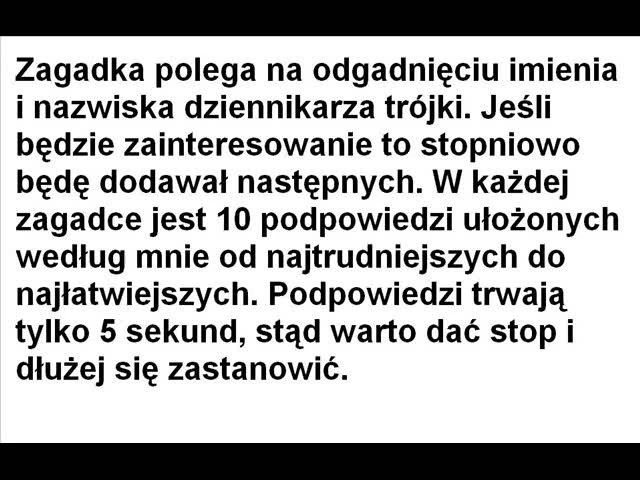 Zagadka polega na odgadnięciu imienia
i nazwiska dziennikarza trójki. Jeśli
będzie zainteresowanie to stopniowo
będę dodawał następnych. W każdej
zagadce jest 10 podpowiedzi ułożonych
według mnie od najtrudniejszych do
najłatwiejszych. Podpowiedzi trwają
tylko 5 sekund, stąd warto dać stop i
dłużej się zastanowić.